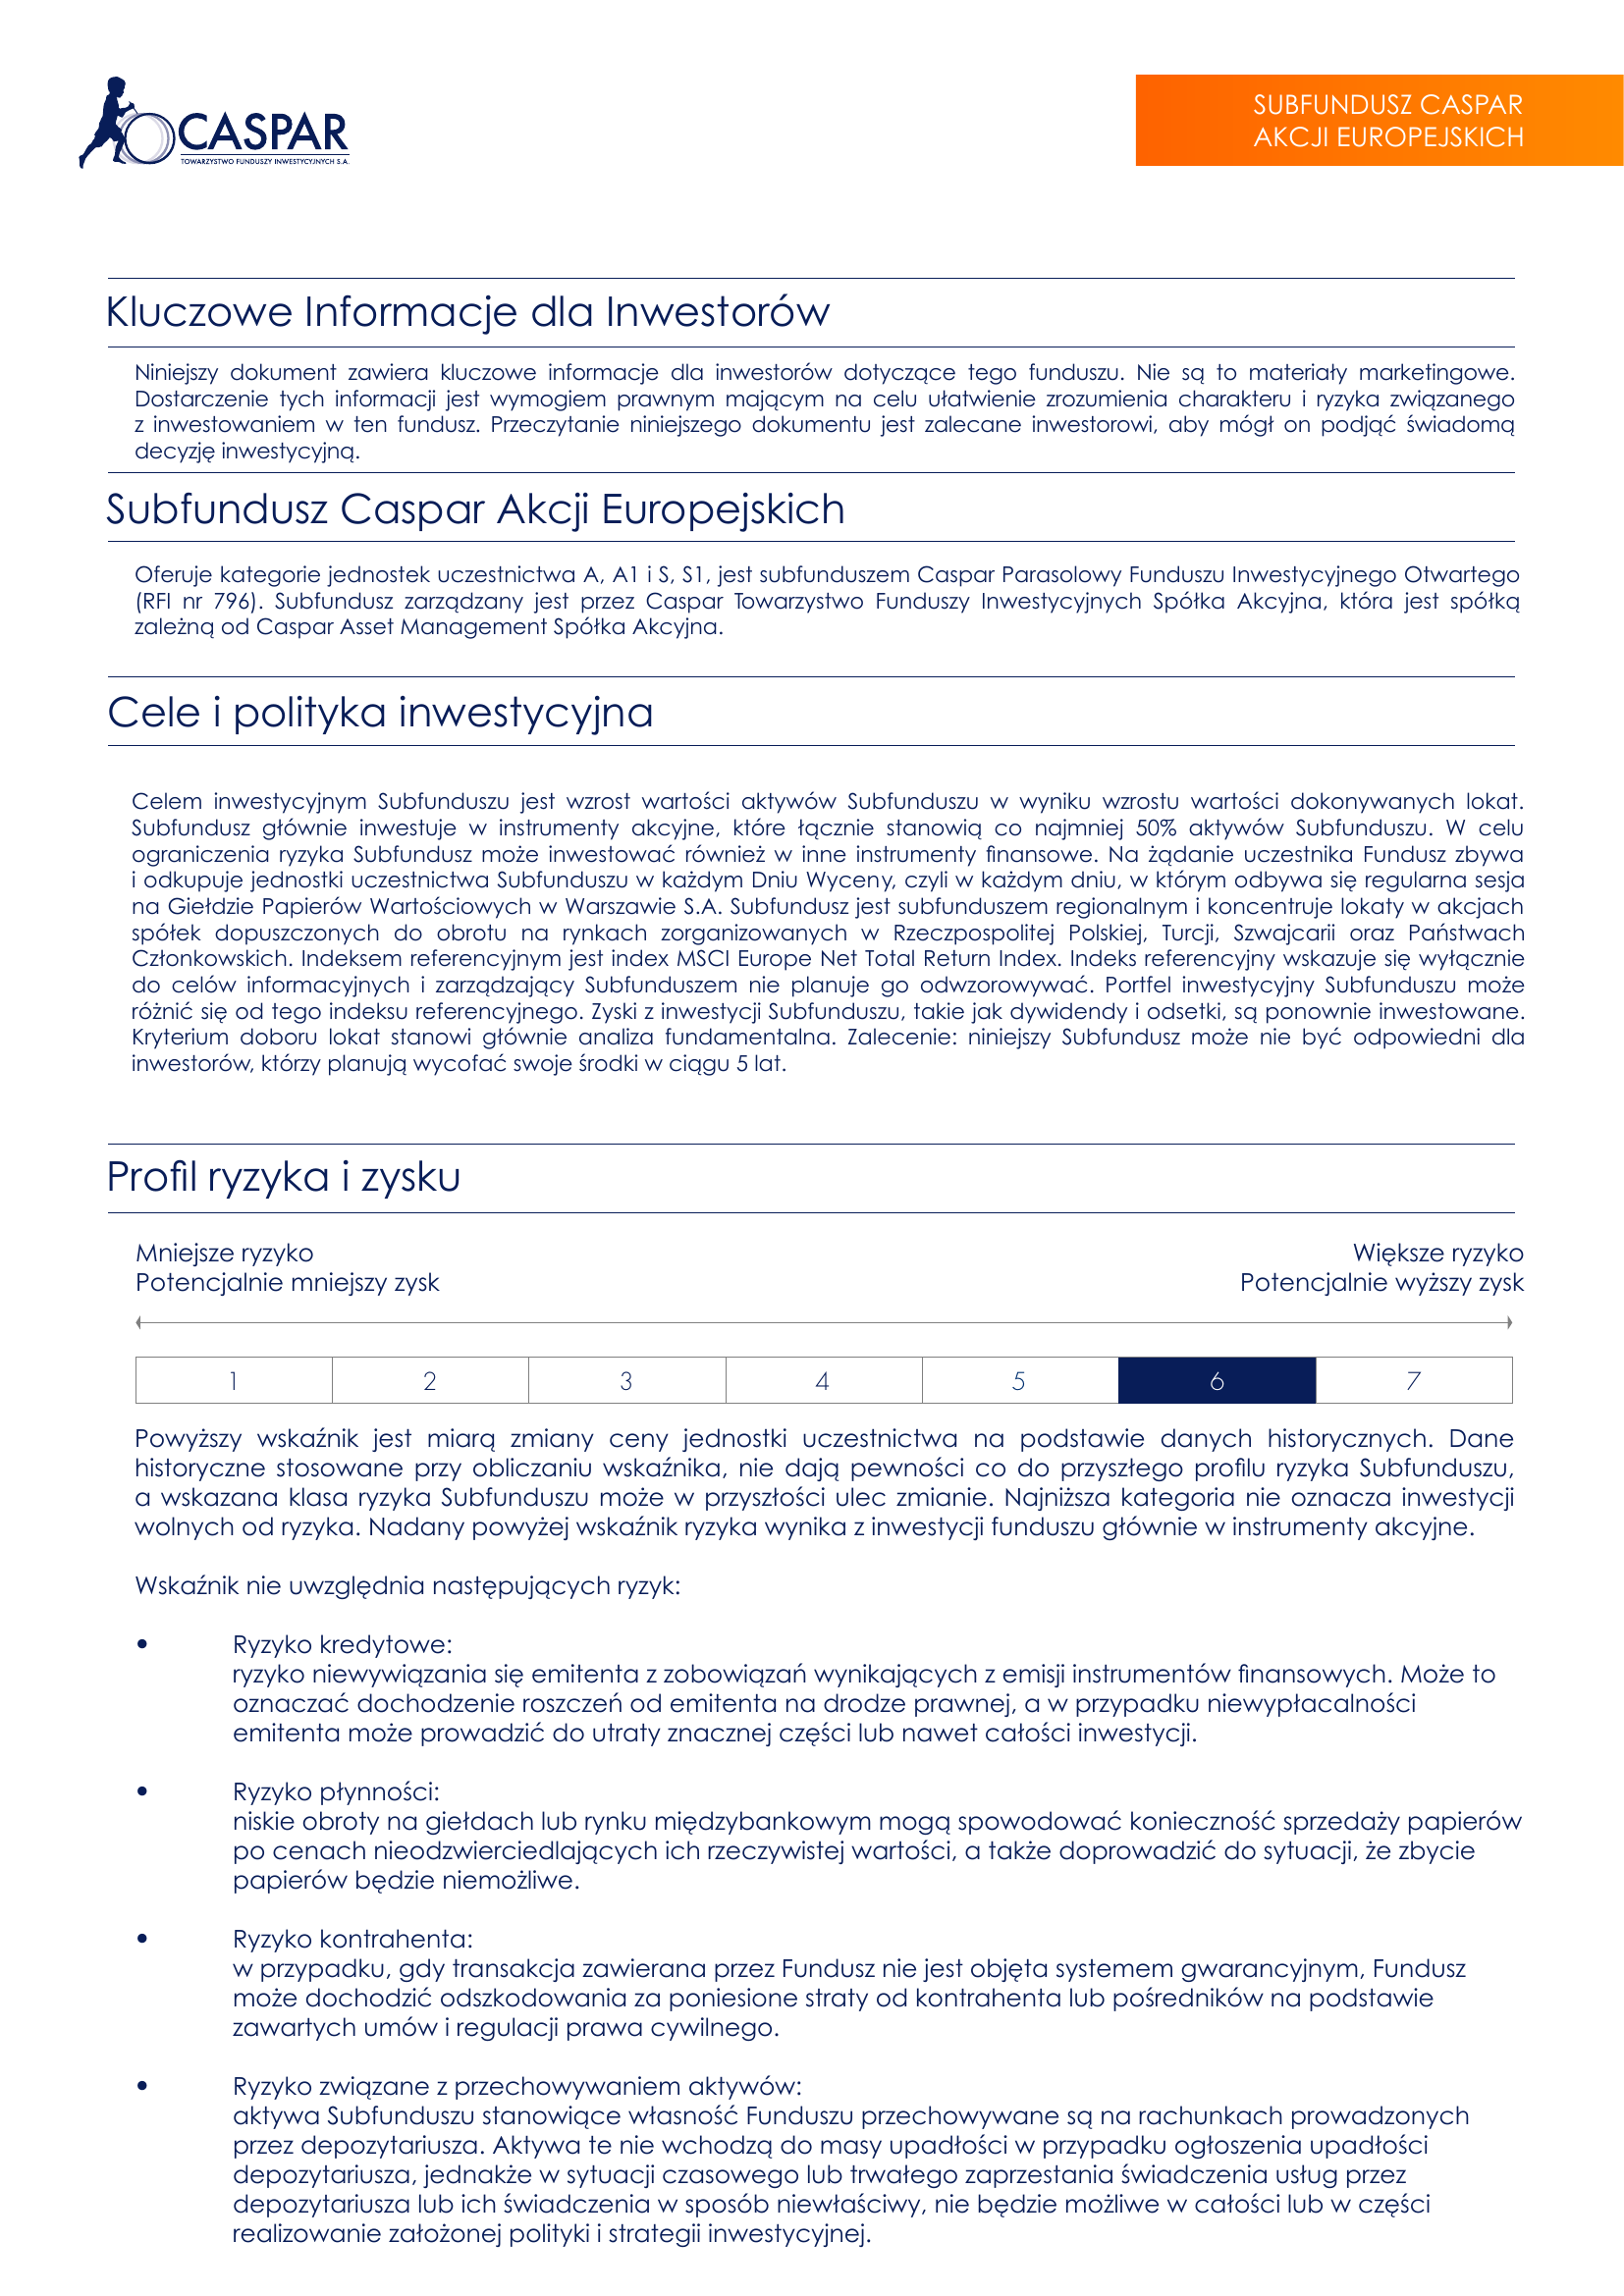 CASPAR
TOWARZYSTWO FUNDUSZY INWESTYCYJNYCH S.A.
SUBFUNDUSZ CASPAR
AKCJI EUROPEJSKICH
Kluczowe Informacje dla Inwestorów
Niniejszy dokument zawiera kluczowe informacje dla inwestorów dotyczące tego funduszu. Nie są to materiały marketingowe.
Dostarczenie tych informacji jest wymogiem prawnym mającym na celu ułatwienie zrozumienia charakteru i ryzyka związanego
z inwestowaniem w ten fundusz. Przeczytanie niniejszego dokumentu jest zalecane inwestorowi, aby mógł on podjąć świadomą
decyzję inwestycyjną.
Subfundusz Caspar Akcji Europejskich
Oferuje kategorie jednostek uczestnictwa A, A1 i S, S1, jest subfunduszem Caspar Parasolowy Funduszu Inwestycyjnego Otwartego
(RFI nr 796). Subfundusz zarządzany jest przez Caspar Towarzystwo Funduszy Inwestycyjnych Spółka Akcyjna, która jest spółką
zależną od Caspar Asset Management Spółka Akcyjna.
Cele i polityka inwestycyjna
Celem inwestycyjnym Subfunduszu jest wzrost wartości aktywów Subfunduszu w wyniku wzrostu wartości dokonywanych lokat.
Subfundusz głównie inwestuje w instrumenty akcyjne, które łącznie stanowią co najmniej 50% aktywów Subfunduszu. W celu
ograniczenia ryzyka Subfundusz może inwestować również w inne instrumenty finansowe. Na żądanie uczestnika Fundusz zbywa
i odkupuje jednostki uczestnictwa Subfunduszu w każdym Dniu Wyceny, czyli w każdym dniu, w którym odbywa się regularna sesja
na Giełdzie Papierów Wartościowych w Warszawie S.A. Subfundusz jest subfunduszem regionalnym i koncentruje lokaty w akcjach
spółek dopuszczonych do obrotu na rynkach zorganizowanych w Rzeczpospolitej Polskiej, Turcji, Szwajcarii oraz Państwach
Członkowskich. Indeksem referencyjnym jest index MSCI Europe Net Total Return Index. Indeks referencyjny wskazuje się wyłącznie
do celów informacyjnych i zarządzający Subfunduszem nie planuje go odwzorowywać. Portfel inwestycyjny Subfunduszu może
różnić się od tego indeksu referencyjnego. Zyski z inwestycji Subfunduszu, takie jak dywidendy i odsetki, są ponownie inwestowane.
Kryterium doboru lokat stanowi głównie analiza fundamentalna. Zalecenie: niniejszy Subfundusz może nie być odpowiedni dla
inwestorów, którzy planują wycofać swoje środki w ciągu 5 lat.
Profil ryzyka i zysku
Mniejsze ryzyko
Potencjalnie mniejszy zysk
Większe ryzyko
Potencjalnie wyższy zysk
1 2 3 4 5 6 7
Powyższy wskaźnik jest miarą zmiany ceny jednostki uczestnictwa na podstawie danych historycznych. Dane
historyczne stosowane przy obliczaniu wskaźnika, nie dają pewności co do przyszłego profilu ryzyka Subfunduszu,
a wskazana klasa ryzyka Subfunduszu może w przyszłości ulec zmianie. Najniższa kategoria nie oznacza inwestycji
wolnych od ryzyka. Nadany powyżej wskaźnik ryzyka wynika z inwestycji funduszu głównie w instrumenty akcyjne.
Wskaźnik nie uwzględnia następujących ryzyk:
• Ryzyko kredytowe:
ryzyko niewywiązania się emitenta z zobowiązań wynikających z emisji instrumentów finansowych. Może to
oznaczać dochodzenie roszczeń od emitenta na drodze prawnej, a w przypadku niewypłacalności
emitenta może prowadzić do utraty znacznej części lub nawet całości inwestycji.
• Ryzyko płynności:
niskie obroty na giełdach lub rynku międzybankowym mogą spowodować konieczność sprzedaży papierów
po cenach nieodzwierciedlających ich rzeczywistej wartości, a także doprowadzić do sytuacji, że zbycie
papierów będzie niemożliwe.
• Ryzyko kontrahenta:
w przypadku, gdy transakcja zawierana przez Fundusz nie jest objęta systemem gwarancyjnym, Fundusz
może dochodzić odszkodowania za poniesione straty od kontrahenta lub pośredników na podstawie
zawartych umów i regulacji prawa cywilnego.
• Ryzyko związane z przechowywaniem aktywów:
aktywa Subfunduszu stanowiące własność Funduszu przechowywane są na rachunkach prowadzonych
przez depozytariusza. Aktywa te nie wchodzą do masy upadłości w przypadku ogłoszenia upadłości
depozytariusza, jednakże w sytuacji czasowego lub trwałego zaprzestania świadczenia usług przez
depozytariusza lub ich świadczenia w sposób niewłaściwy, nie będzie możliwe w całości lub w części
realizowanie założonej polityki i strategii inwestycyjnej.